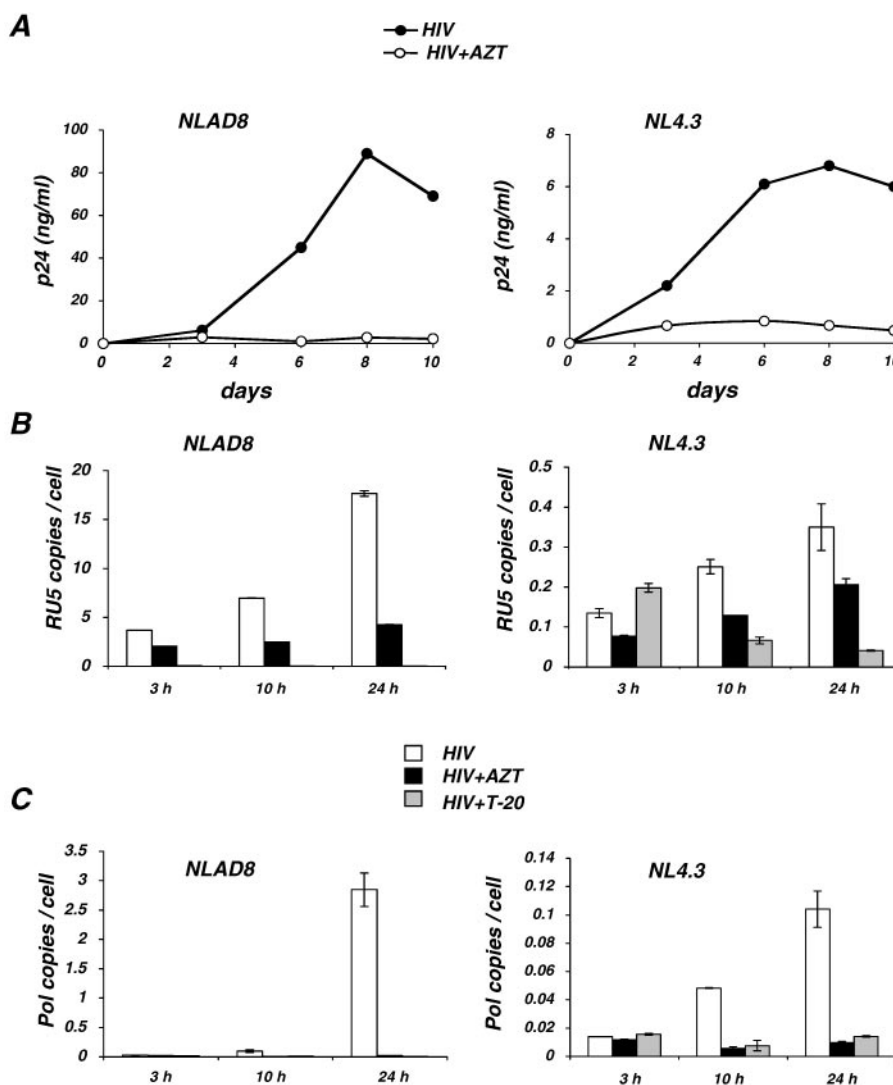 A
HIV
HIV+AZT
NLAD8
NL4.3
p24 (ng/ml)
100
80
60
40
20
0
0 2 4 6 8 10
days
p24 (ng/ml)
8
6
4
2
0
0 2 4 6 8 10
days
B
NLAD8
NL4.3
RU5 copies / cell
20
15
10
5
0
3 h 10 h 24 h
RU5 copies / cell
0.5
0.4
0.3
0.2
0.1
0
3 h 10 h 24 h
HIV
HIV+AZT
HIV+T-20
C
NLAD8
NL4.3
Pol copies / cell
3.5
3
2.5
2
1.5
1
0.5
0
3 h 10 h 24 h
Pol copies / cell
0.14
0.12
0.1
0.08
0.06
0.04
0.02
0
3 h 10 h 24 h